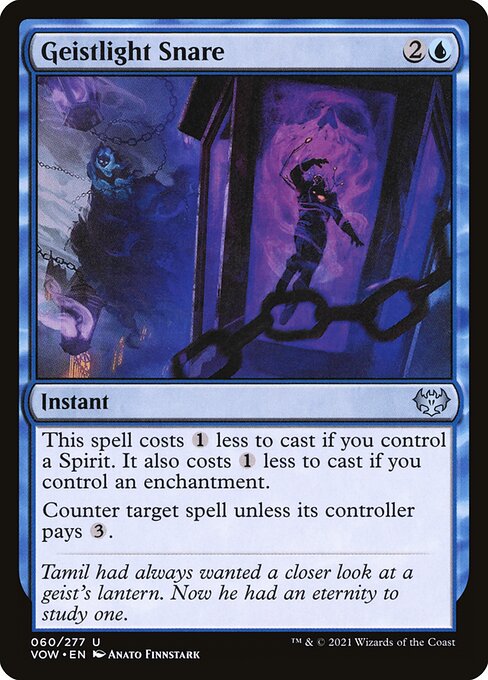 Geistlight Snare 2
Instant
This spell costs 1 less to cast if you control
a Spirit. It also costs 1 less to cast if you
control an enchantment.
Counter target spell unless its controller
pays 3.
Tamil had always wanted a closer look at a
geist's lantern. Now he had an eternity to
study one.
060/277 U
™ & © 2021 Wizards of the Coast
VOW • EN Anato Finnstark